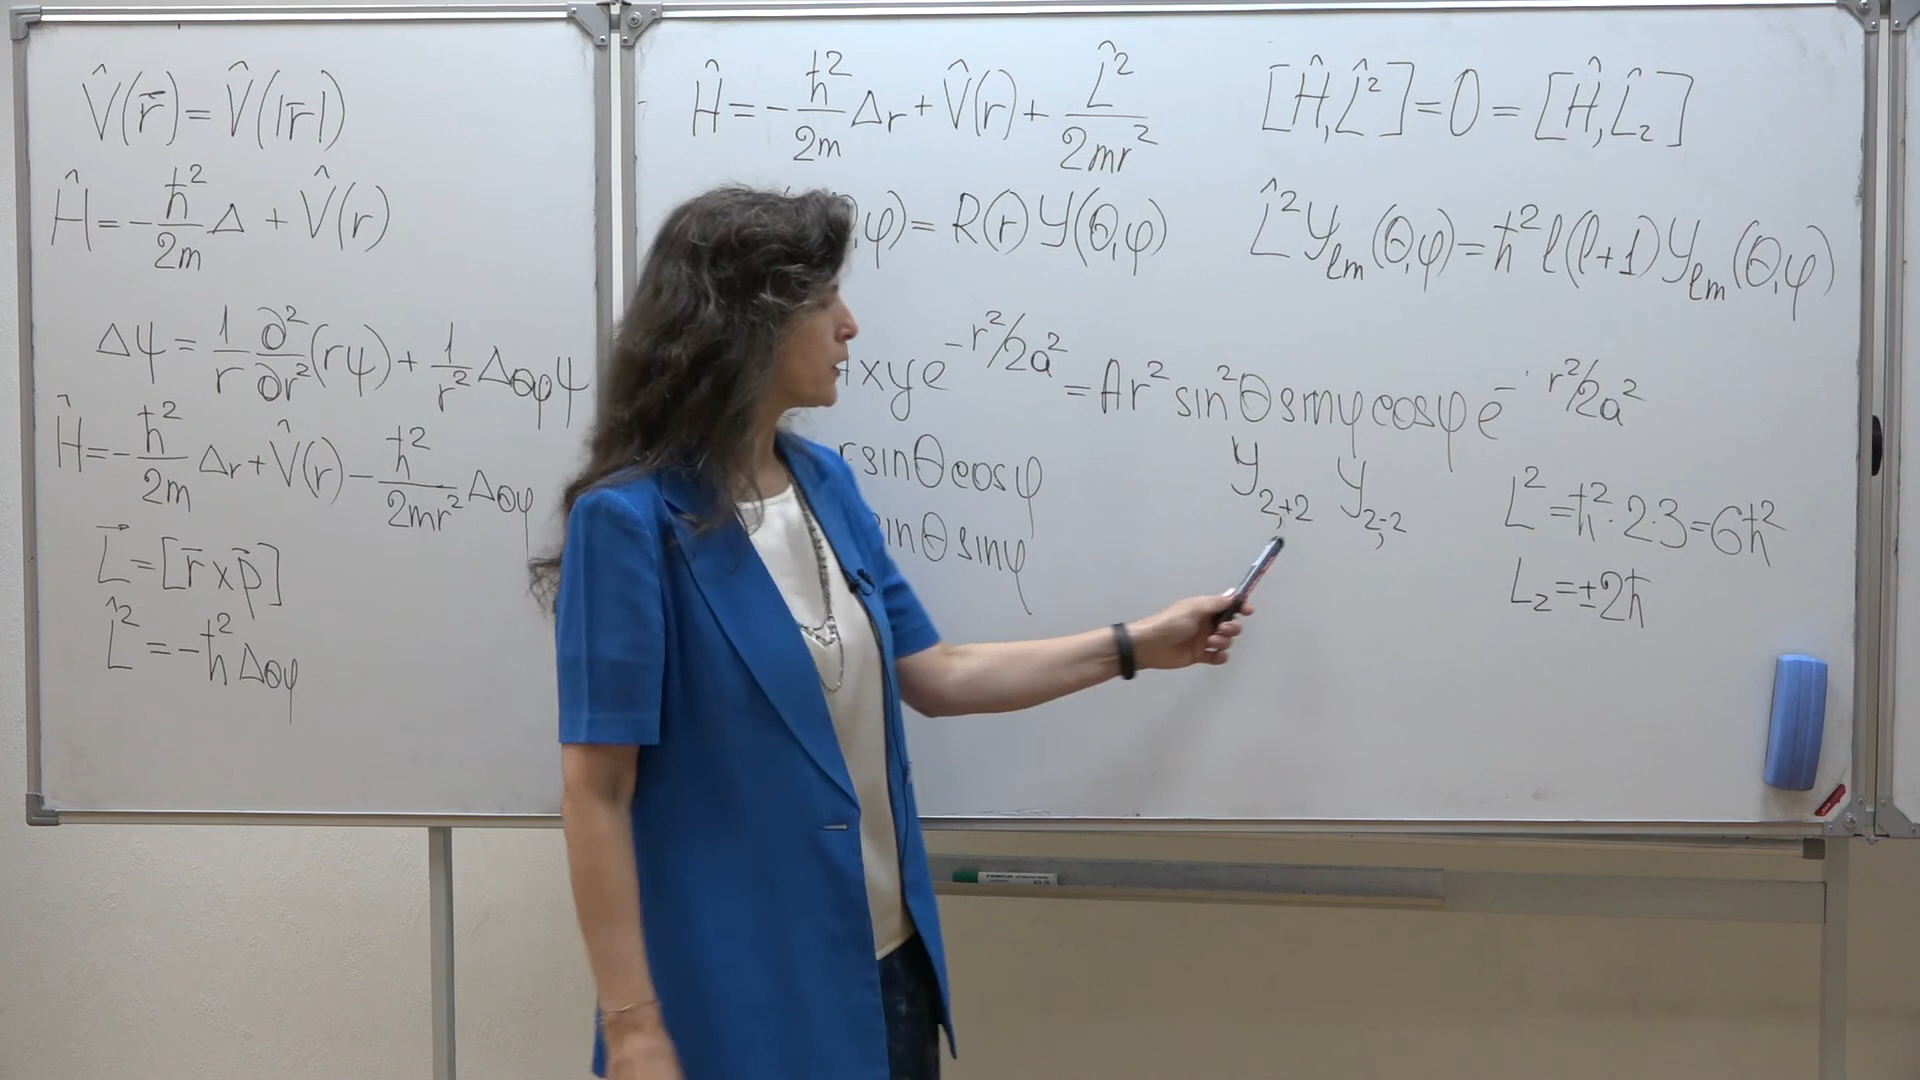 V̂(r̄) = V̂(|r̄|)
Ĥ = -ħ²/2m Δ + V̂(r)
Δψ = 1/r ∂²/∂r² (rψ) + 1/r² Δθφ ψ
Ĥ = -ħ²/2m Δr + V̂(r) - ħ²/2mr² Δθφ
L⃗ = [r̄ × p̄]
L̂² = -ħ² Δθφ
Ĥ = -ħ²/2m Δr + V̂(r) + L̂²/2mr²
,φ) = R(r) Y(θ,φ)
xy e^(-r²/2a²) = Ar² sin²θ sinφ cosφ e^(-r²/2a²)
r sinθ cosφ
sinθ sinφ
[Ĥ, L̂²] = 0 = [Ĥ, L̂z]
L̂² Yℓm(θ,φ) = ħ² ℓ(ℓ+1) Yℓm(θ,φ)
Y2,+2 Y2,-2
L² = ħ²·2·3 = 6ħ²
Lz = ±2ħ